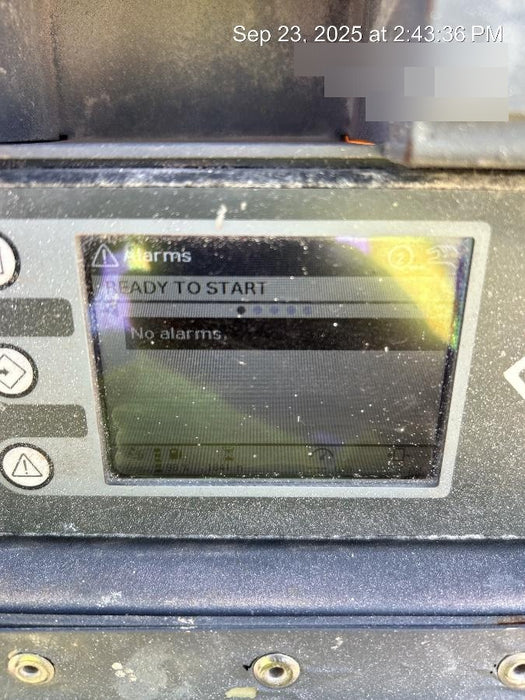 Sep 23, 2025 at 2:43:36 PM
Alarms
READY TO START
No alarms.